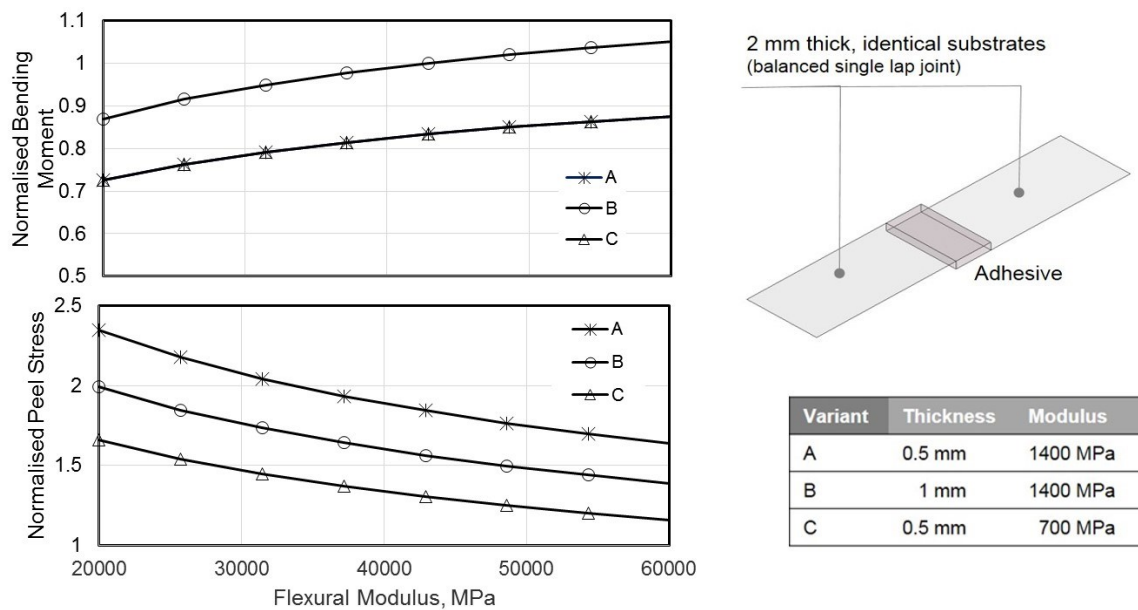 Normalised Bending
Moment
1.1
1
0.9
0.8
0.7
0.6
0.5
A
B
C
Normalised Peel Stress
2.5
2
1.5
1
A
B
C
20000 30000 40000 50000 60000
Flexural Modulus, MPa
2 mm thick, identical substrates
(balanced single lap joint)
Adhesive
Variant Thickness Modulus
A 0.5 mm 1400 MPa
B 1 mm 1400 MPa
C 0.5 mm 700 MPa